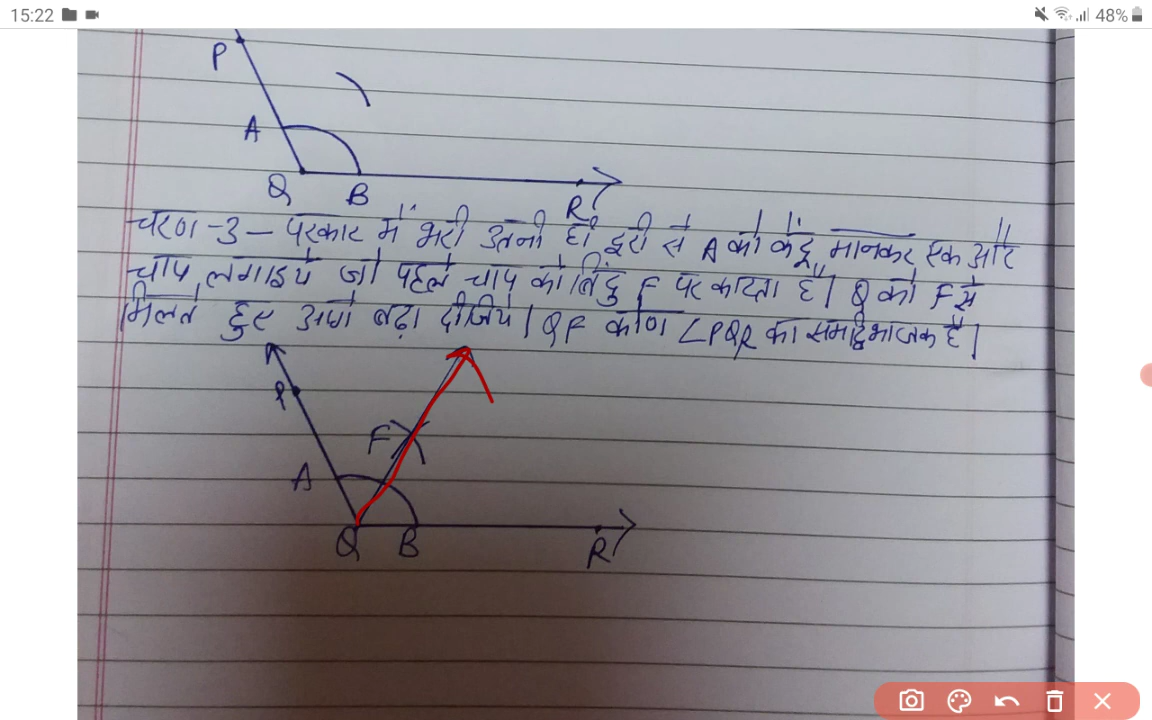 15:22
48%
P
A
Q
B
R
चरण-3 – परकार में भरी उतनी ही दूरी से A को केंद्र मानकर एक और
चाप लगाइये जो पहले चाप को बिंदु F पर काटता है। Q को F से
मिलते हुए आगे बढ़ा दीजिये। QF कोण ∠PQR का समद्विभाजक है।
P
F
A
Q
B
R